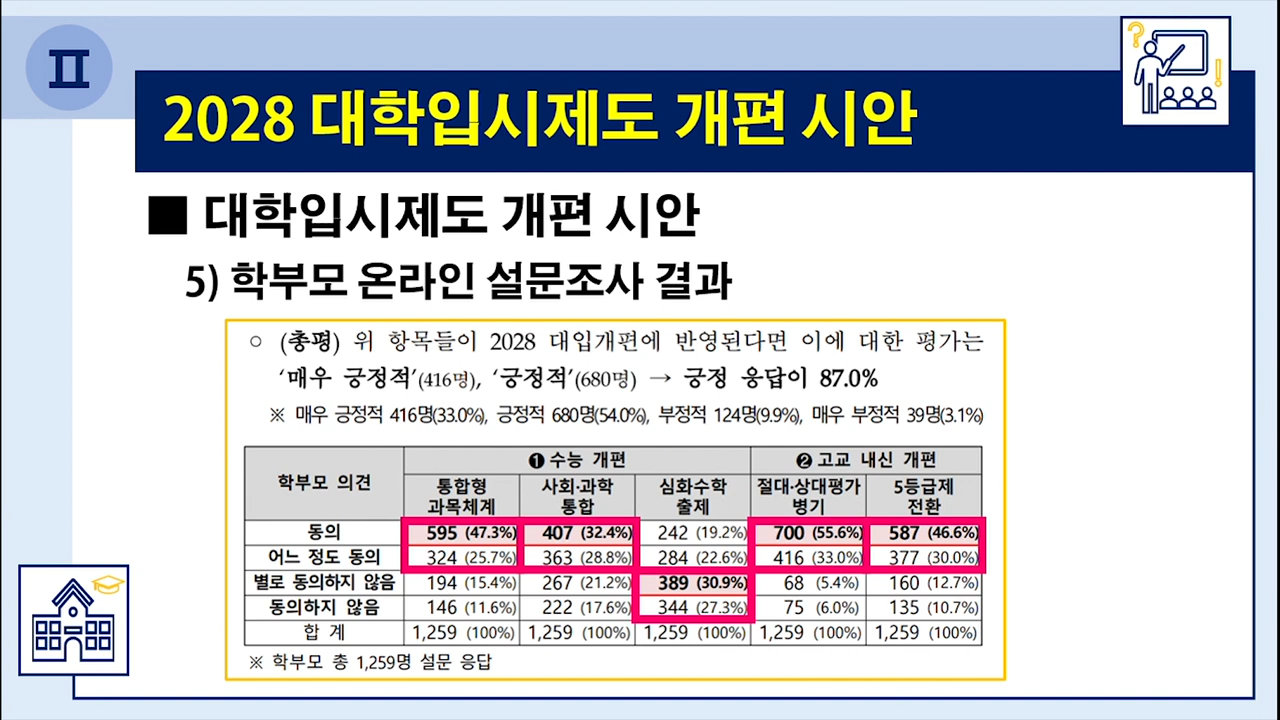 Ⅱ
2028 대학입시제도 개편 시안
■ 대학입시제도 개편 시안
5) 학부모 온라인 설문조사 결과
○ (총평) 위 항목들이 2028 대입개편에 반영된다면 이에 대한 평가는
‘매우 긍정적’(416명), ‘긍정적’(680명) → 긍정 응답이 87.0%
※ 매우 긍정적 416명(33.0%), 긍정적 680명(54.0%), 부정적 124명(9.9%), 매우 부정적 39명(3.1%)
학부모 의견 ❶ 수능 개편 ❷ 고교 내신 개편
통합형 사회·과학 심화수학 절대·상대평가 5등급제
과목체계 통합 출제 병기 전환
동의 595 (47.3%) 407 (32.4%) 242 (19.2%) 700 (55.6%) 587 (46.6%)
어느 정도 동의 324 (25.7%) 363 (28.8%) 284 (22.6%) 416 (33.0%) 377 (30.0%)
별로 동의하지 않음 194 (15.4%) 267 (21.2%) 389 (30.9%) 68 (5.4%) 160 (12.7%)
동의하지 않음 146 (11.6%) 222 (17.6%) 344 (27.3%) 75 (6.0%) 135 (10.7%)
합 계 1,259 (100%) 1,259 (100%) 1,259 (100%) 1,259 (100%) 1,259 (100%)
※ 학부모 총 1,259명 설문 응답